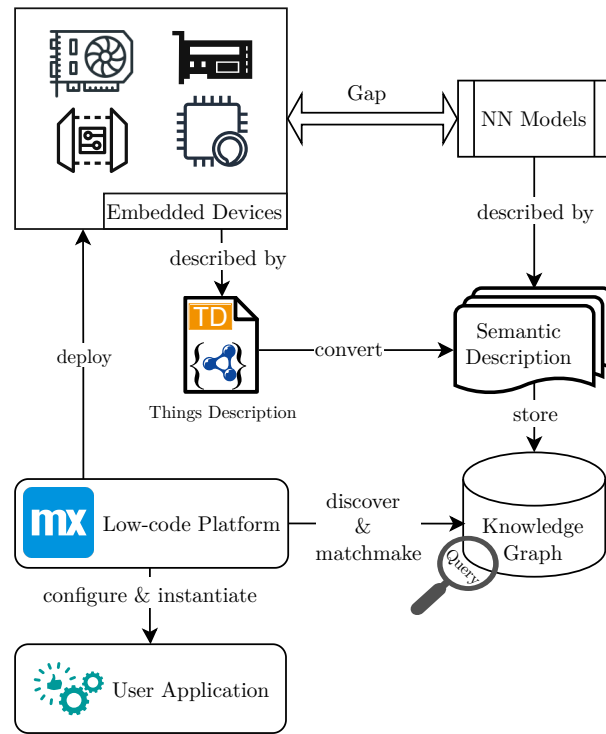 Gap
NN Models
Embedded Devices
described by
described by
TD
Semantic
Description
convert
deploy
Things Description
store
mx
Low-code Platform
discover
&
matchmake
Knowledge
Graph
Query
configure & instantiate
User Application